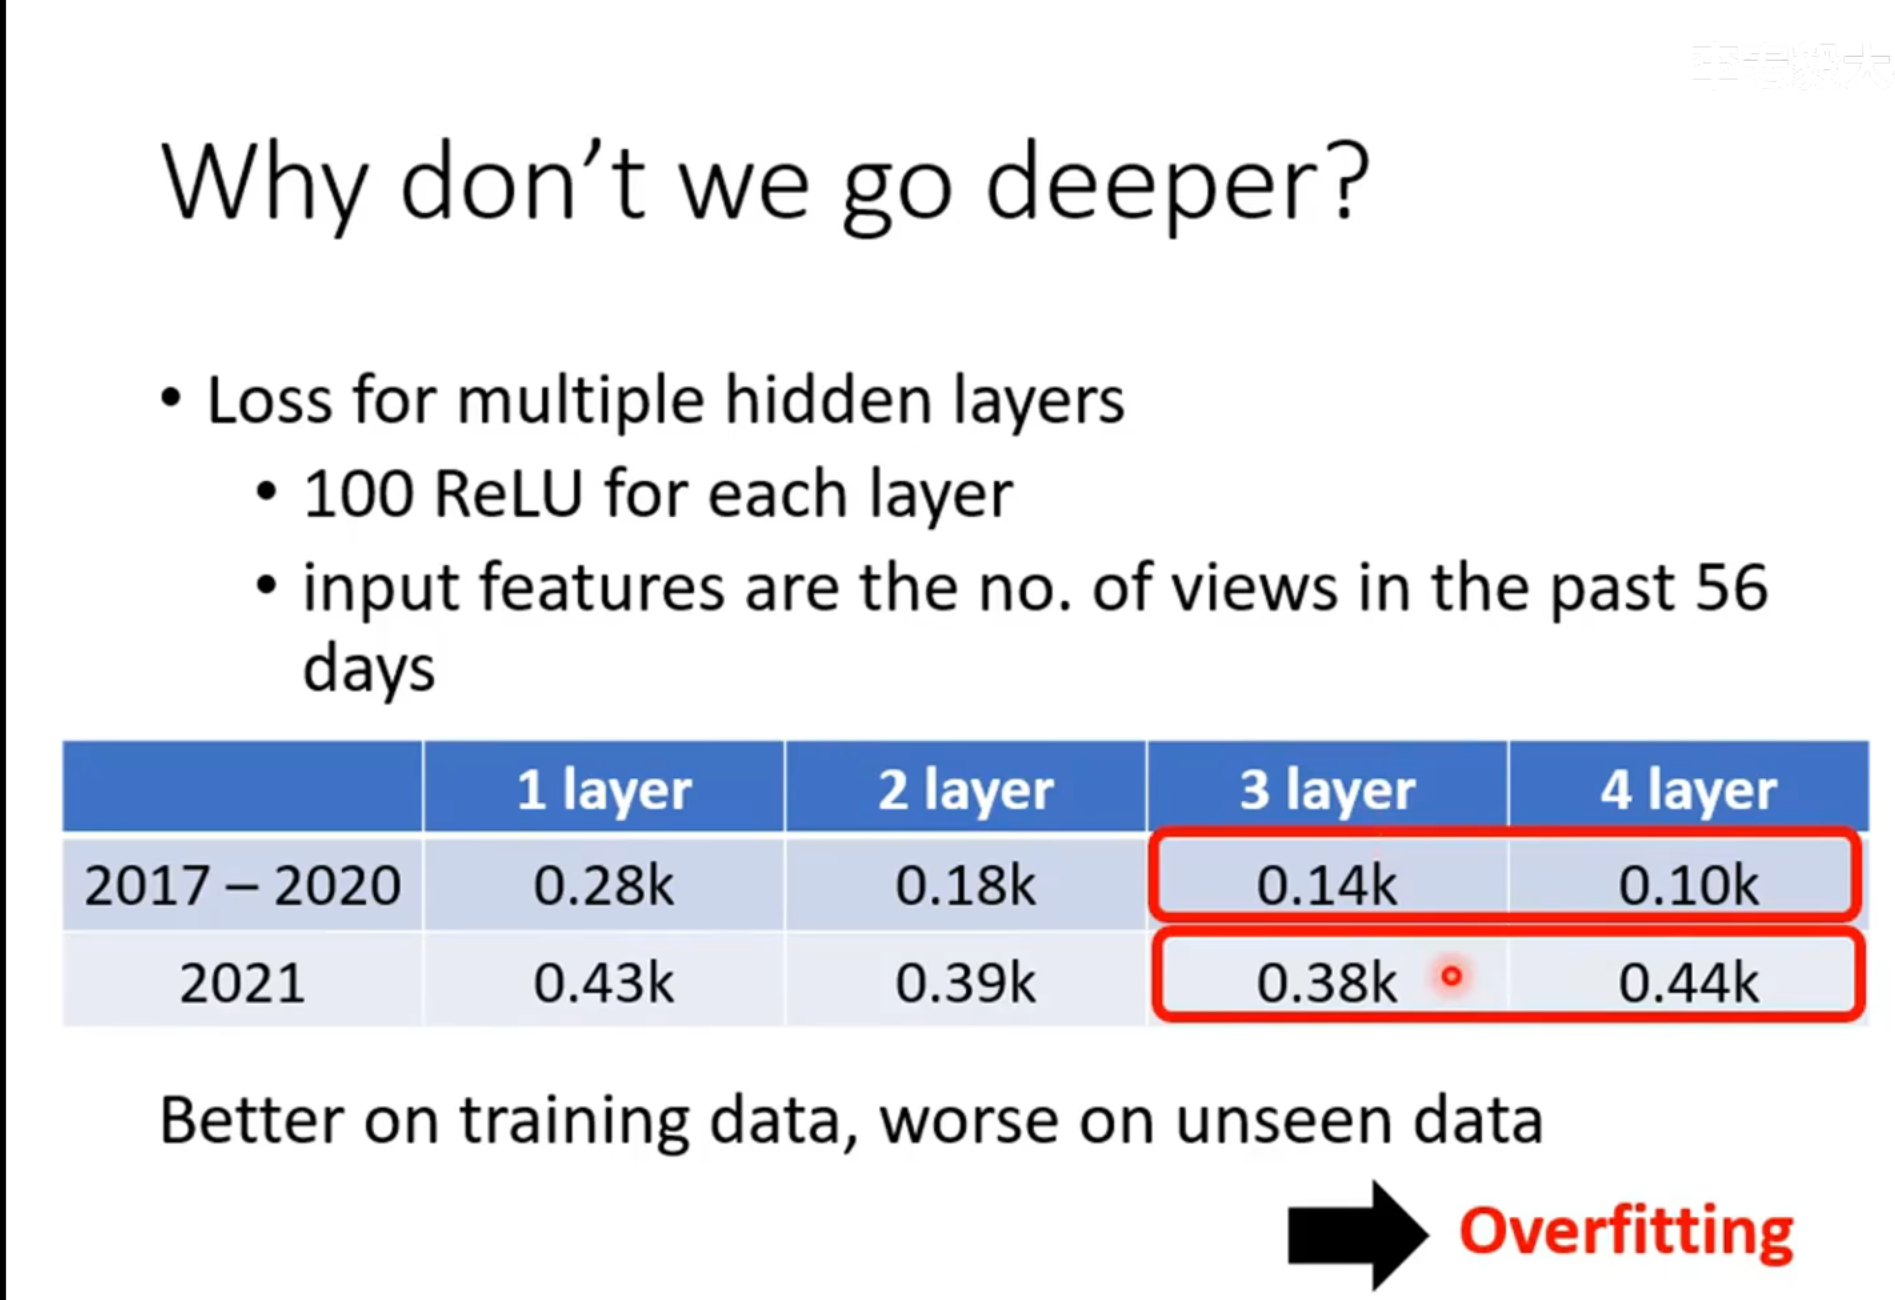 Why don't we go deeper?
• Loss for multiple hidden layers
• 100 ReLU for each layer
• input features are the no. of views in the past 56
days
1 layer 2 layer 3 layer 4 layer
2017 – 2020 0.28k 0.18k 0.14k 0.10k
2021 0.43k 0.39k 0.38k 0.44k
Better on training data, worse on unseen data
Overfitting